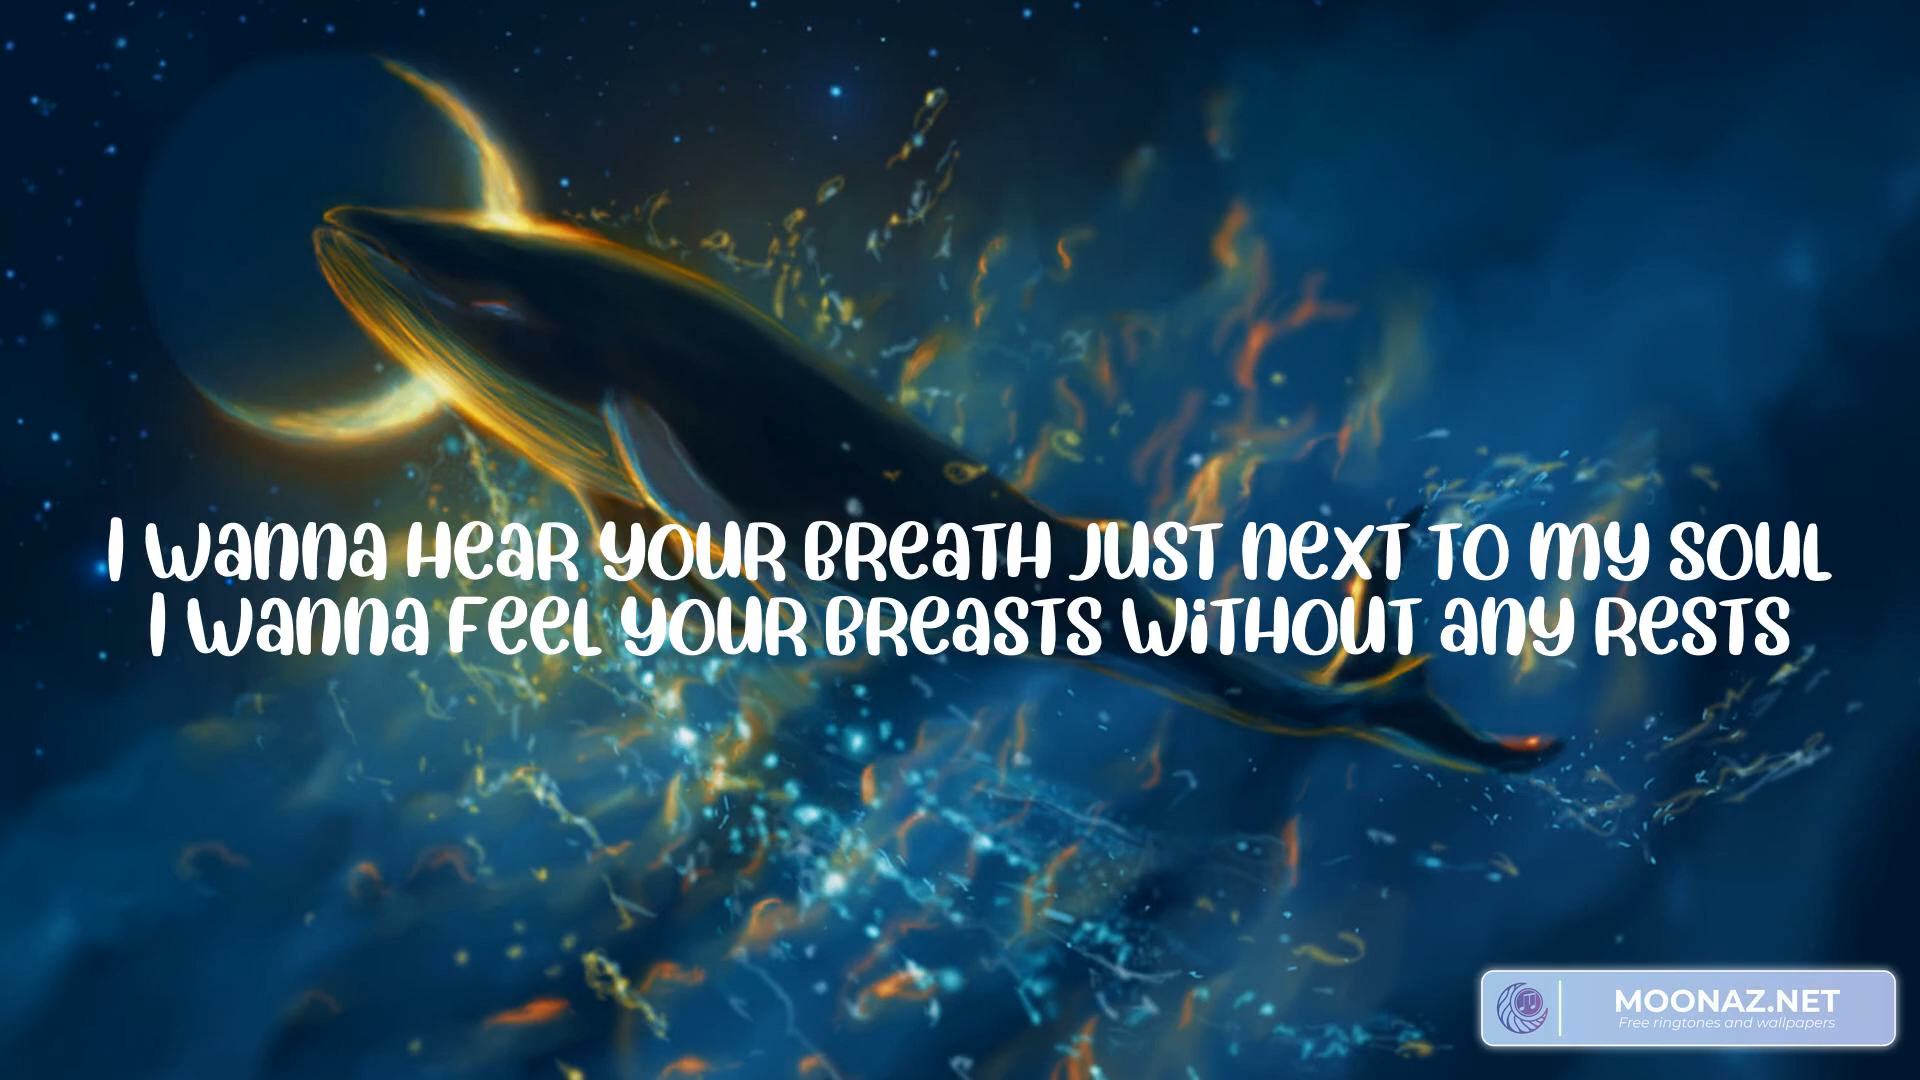 I wanna hear your breath just next to my soul
I wanna feel your breasts without any rests
MOONAZ.NET
Free ringtones and wallpapers